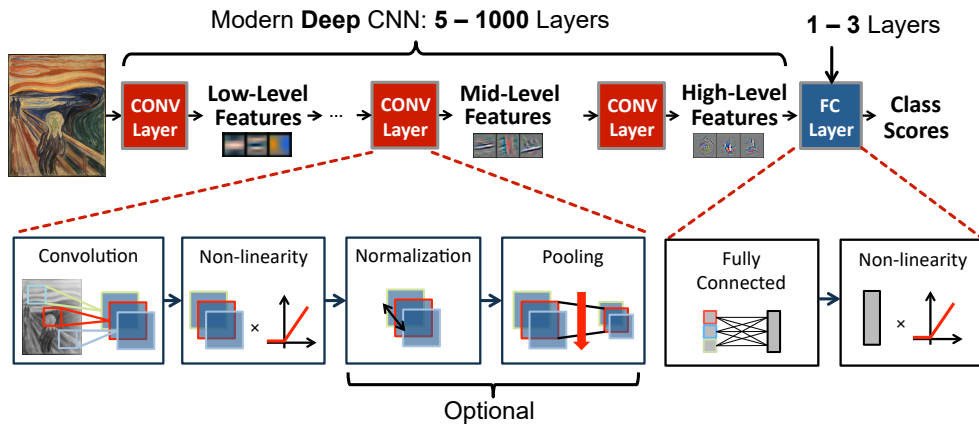 Modern Deep CNN: 5 – 1000 Layers
1 – 3 Layers
CONV
Layer
Low-Level
Features
...
CONV
Layer
Mid-Level
Features
CONV
Layer
High-Level
Features
FC
Layer
Class
Scores
Convolution
Non-linearity
×
Normalization
Pooling
Fully
Connected
Non-linearity
×
Optional